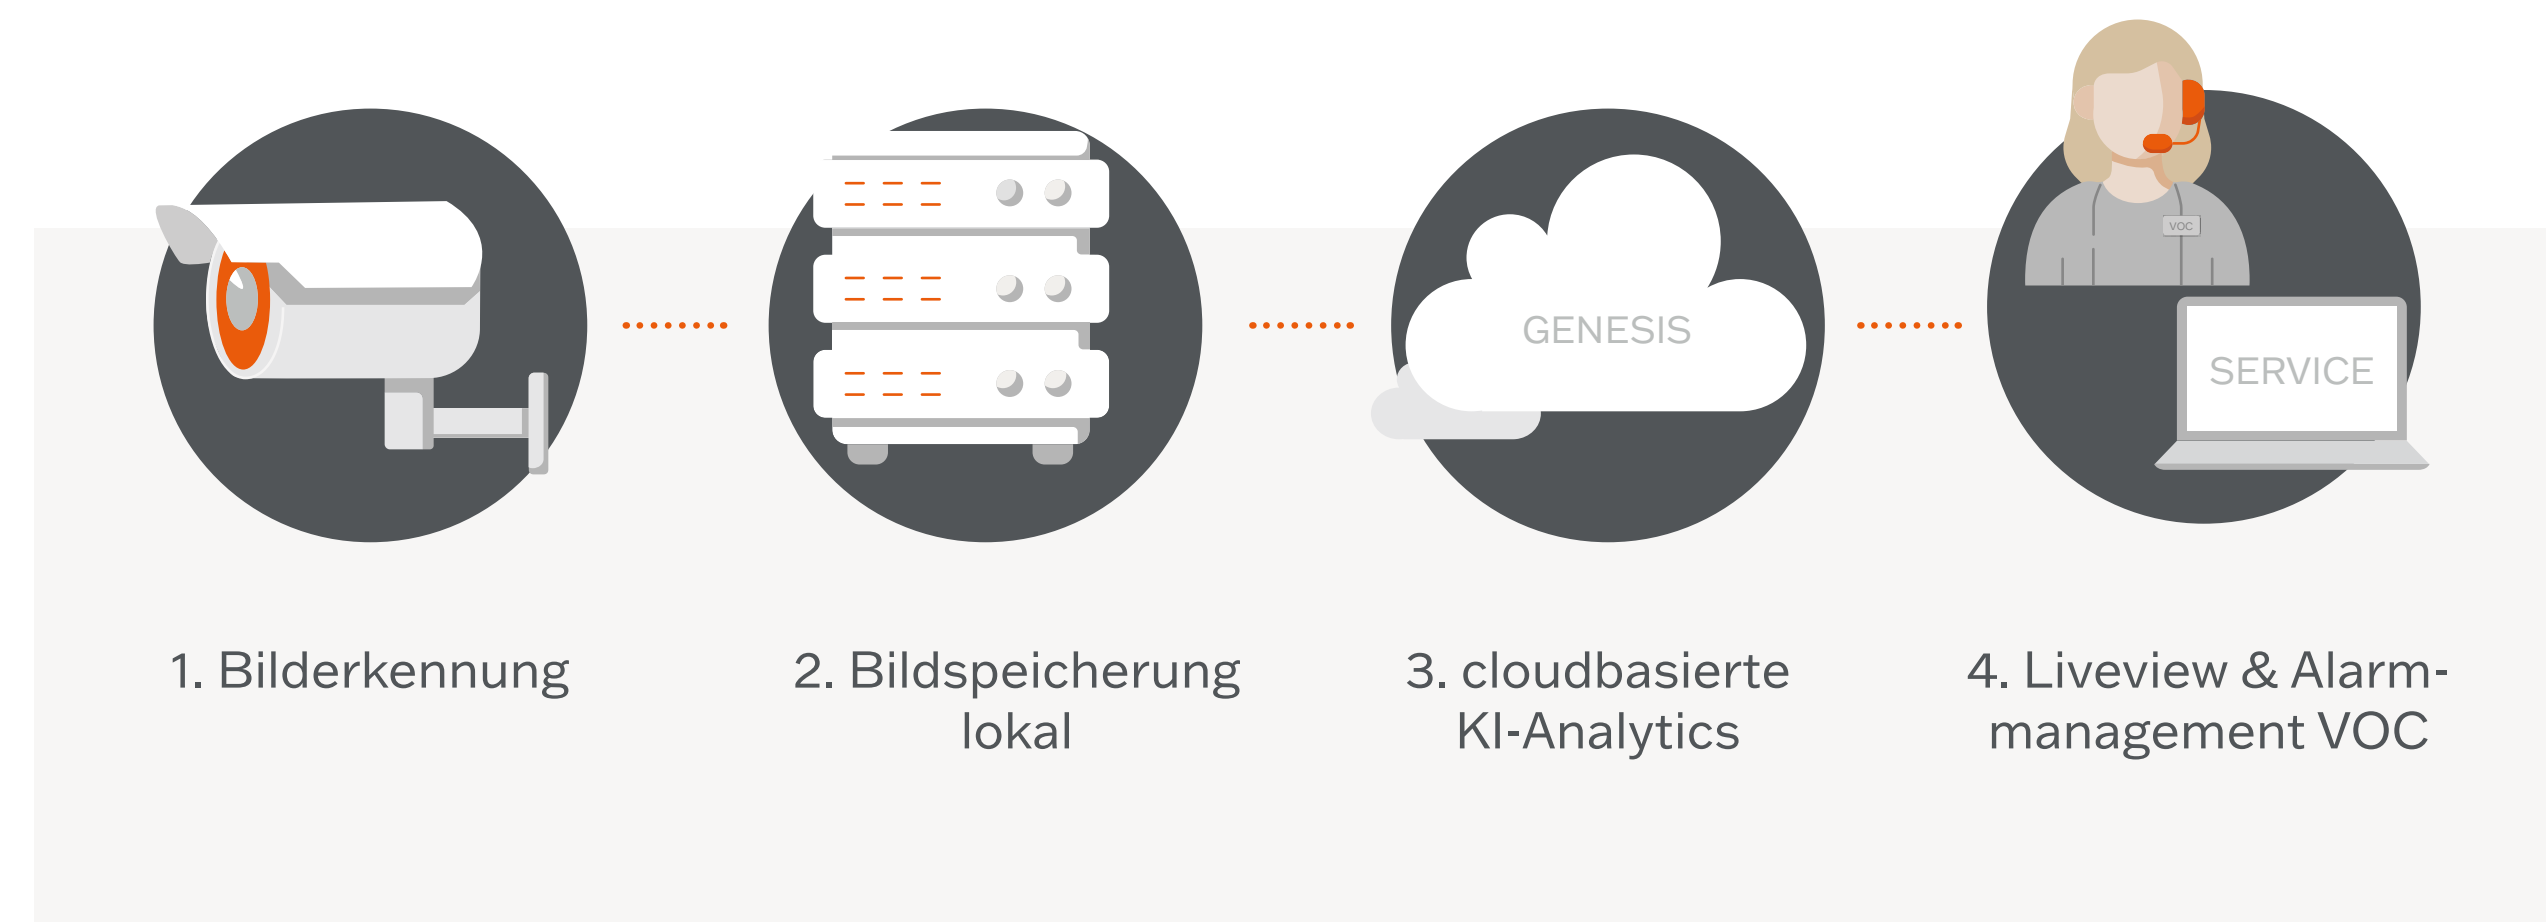 VOC
GENESIS
SERVICE
1. Bilderkennung
2. Bildspeicherung
lokal
3. cloudbasierte
KI-Analytics
4. Liveview & Alarm-
management VOC